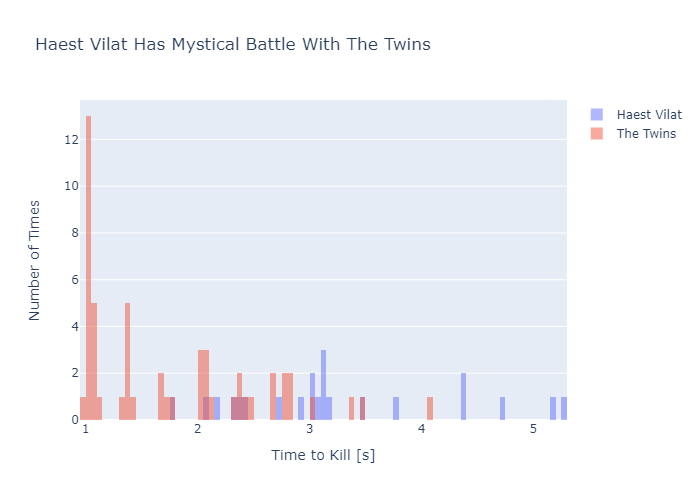 Haest Vilat Has Mystical Battle With The Twins
Haest Vilat
The Twins
Number of Times
12
10
8
6
4
2
0
1 2 3 4 5
Time to Kill [s]